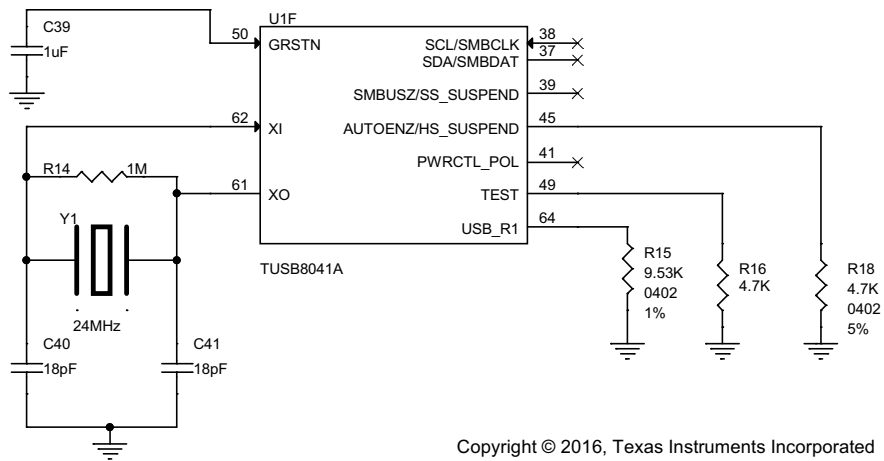 U1F
C39
1uF
50
GRSTN
SCL/SMBCLK
38
SDA/SMBDAT
37
SMBUSZ/SS_SUSPEND
39
62
XI
AUTOENZ/HS_SUSPEND
45
PWRCTL_POL
41
R14
1M
61
XO
TEST
49
USB_R1
64
Y1
TUSB8041A
R15
9.53K
0402
1%
R16
4.7K
R18
4.7K
0402
5%
24MHz
C40
18pF
C41
18pF
Copyright © 2016, Texas Instruments Incorporated